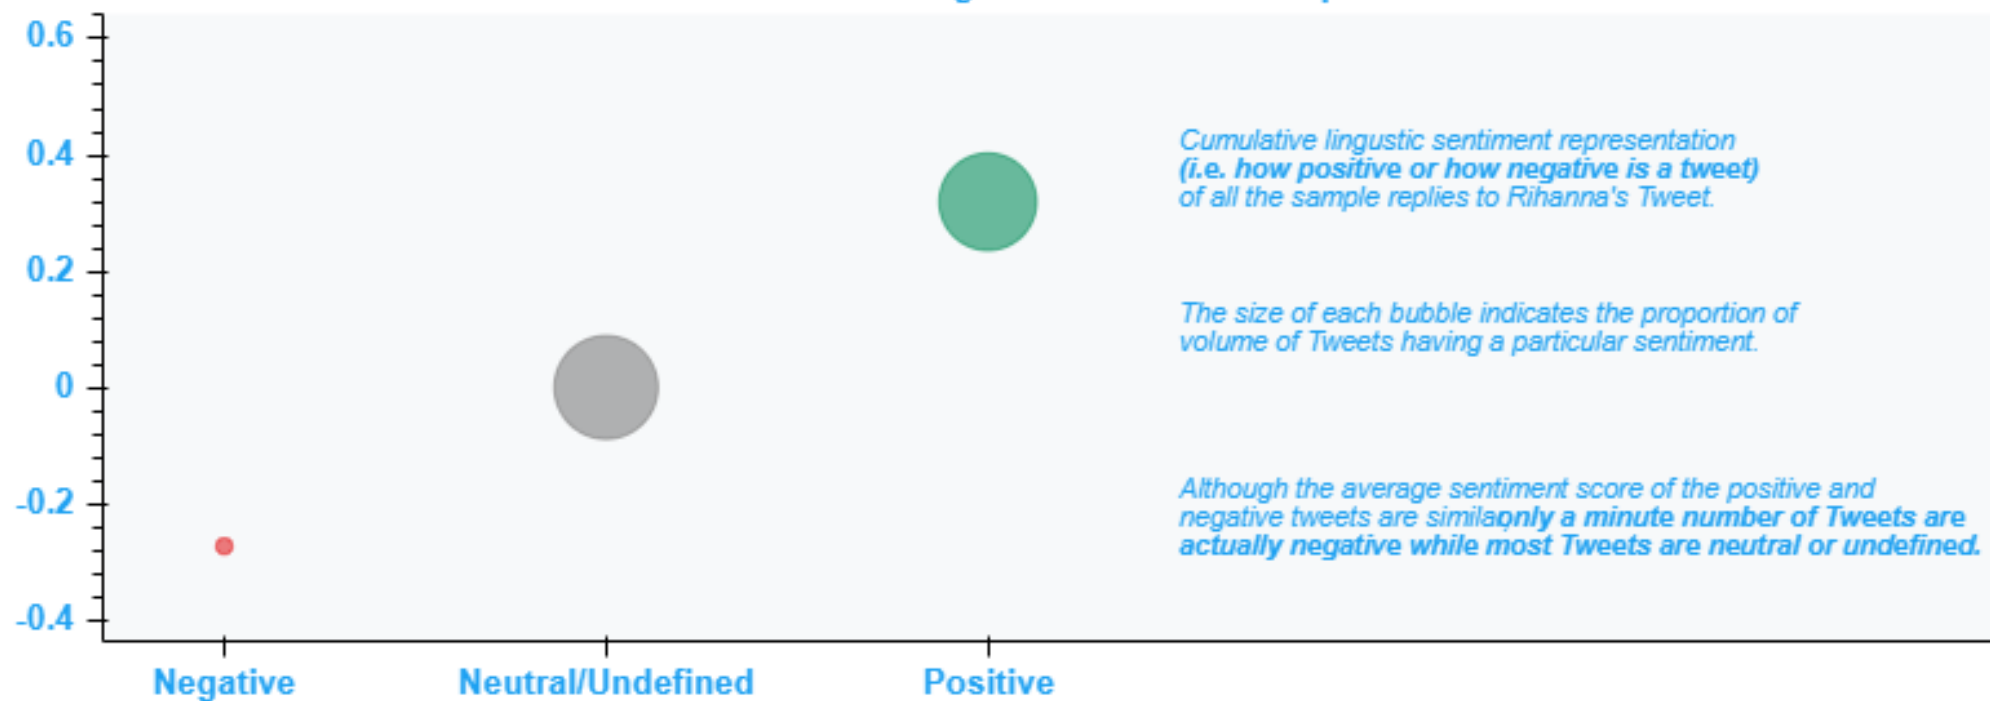 0.6
0.4
0.2
0
-0.2
-0.4
Negative
Neutral/Undefined
Positive
Cumulative lingustic sentiment representation
(i.e. how positive or how negative is a tweet)
of all the sample replies to Rihanna's Tweet.
The size of each bubble indicates the proportion of
volume of Tweets having a particular sentiment.
Although the average sentiment score of the positive and
negative tweets are similar, only a minute number of Tweets are
actually negative while most Tweets are neutral or undefined.